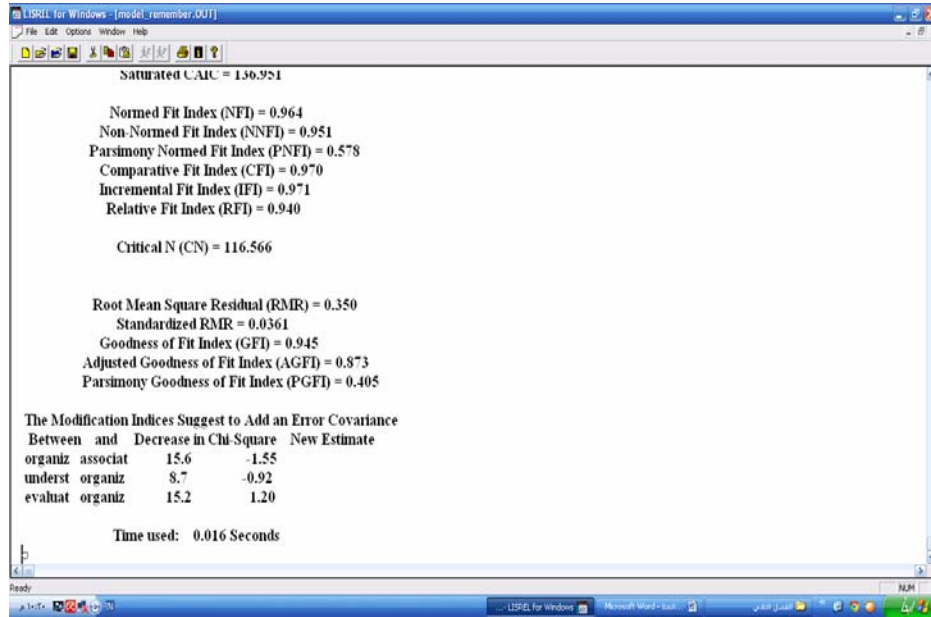 LISREL for Windows - [model_remember.OUT]
File Edit Options Window Help
Saturated CAIC = 136.951
Normed Fit Index (NFI) = 0.964
Non-Normed Fit Index (NNFI) = 0.951
Parsimony Normed Fit Index (PNFI) = 0.578
Comparative Fit Index (CFI) = 0.970
Incremental Fit Index (IFI) = 0.971
Relative Fit Index (RFI) = 0.940
Critical N (CN) = 116.566
Root Mean Square Residual (RMR) = 0.350
Standardized RMR = 0.0361
Goodness of Fit Index (GFI) = 0.945
Adjusted Goodness of Fit Index (AGFI) = 0.873
Parsimony Goodness of Fit Index (PGFI) = 0.405
The Modification Indices Suggest to Add an Error Covariance
Between and Decrease in Chi-Square New Estimate
organiz associat 15.6 -1.55
underst organiz 8.7 -0.92
evaluat organiz 15.2 1.20
Time used: 0.016 Seconds
Ready NUM
... LISREL for Windows Microsoft Word